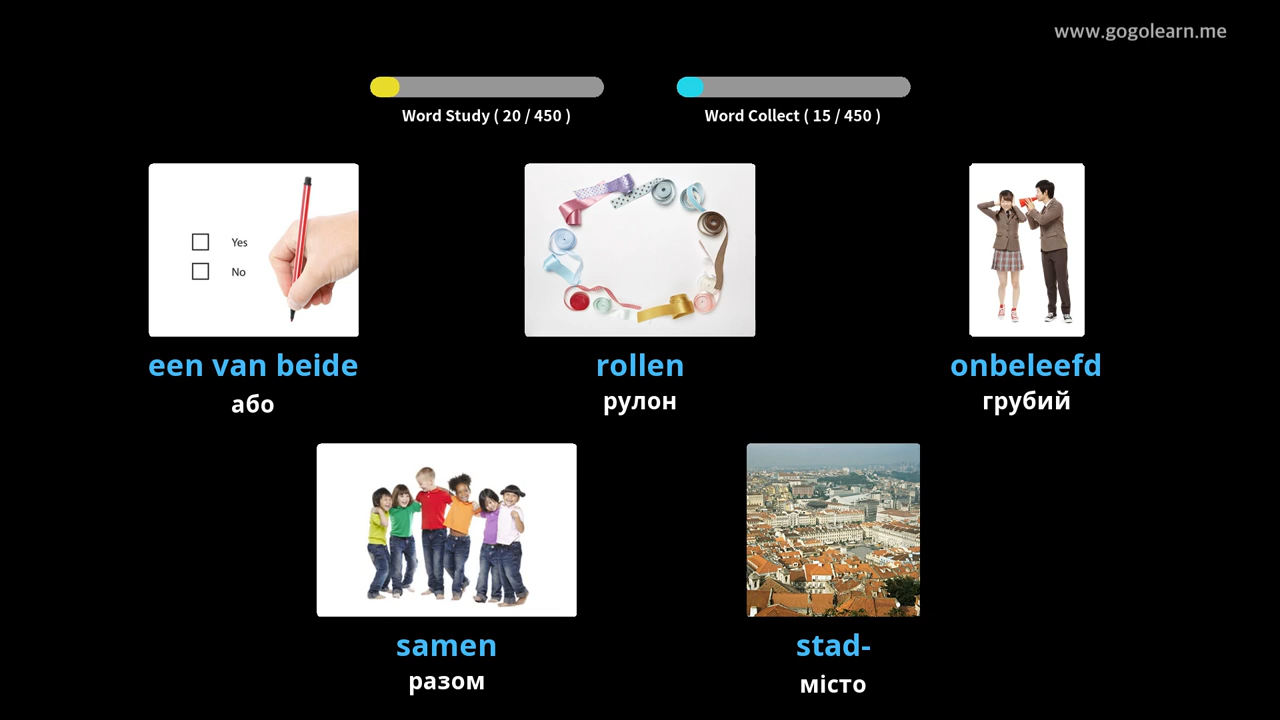 www.gogolearn.me
Word Study ( 20 / 450 )
Word Collect ( 15 / 450 )
Yes
No
een van beide
або
rollen
рулон
onbeleefd
грубий
samen
разом
stad-
місто